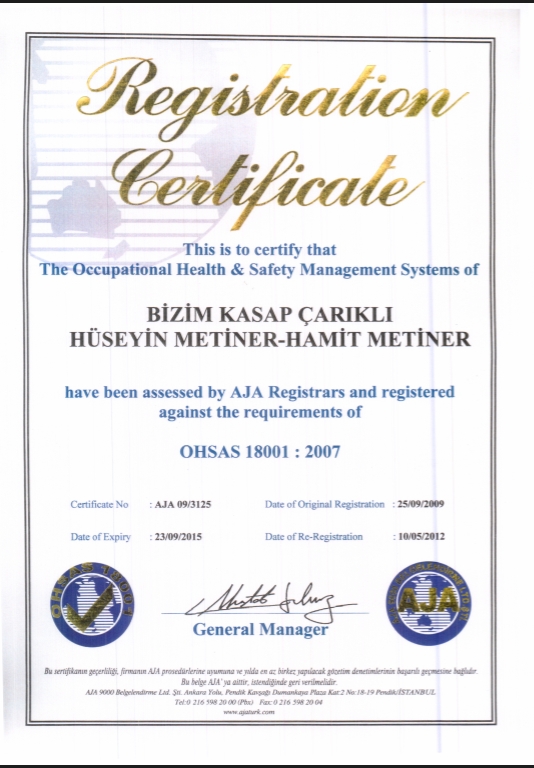 Registration
Certificate
This is to certify that
The Occupational Health & Safety Management Systems of
BİZİM KASAP ÇARIKLI
HÜSEYİN METİNER-HAMİT METİNER
have been assessed by AJA Registrars and registered
against the requirements of
OHSAS 18001 : 2007
Certificate No : AJA 09/3125 Date of Original Registration : 25/09/2009
Date of Expiry : 23/09/2015 Date of Re-Registration : 10/05/2012
OHSAS 18001
AJA
General Manager
Bu sertifikanın geçerliliği, firmanın AJA prosedürlerine uyumuna ve yılda en az birkez yapılacak gözetim denetimlerinin başarılı geçmesine bağlıdır.
Bu belge AJA' ya aittir, istendiğinde geri verilmelidir.
AJA 9000 Belgelendirme Ltd. Şti. Ankara Yolu, Pendik Kavşağı Dumankaya Plaza Kat:2 No:18-19 Pendik/İSTANBUL
Tel:0 216 598 20 00 (Pbx) Fax: 0 216 598 20 04
www.ajaturk.com